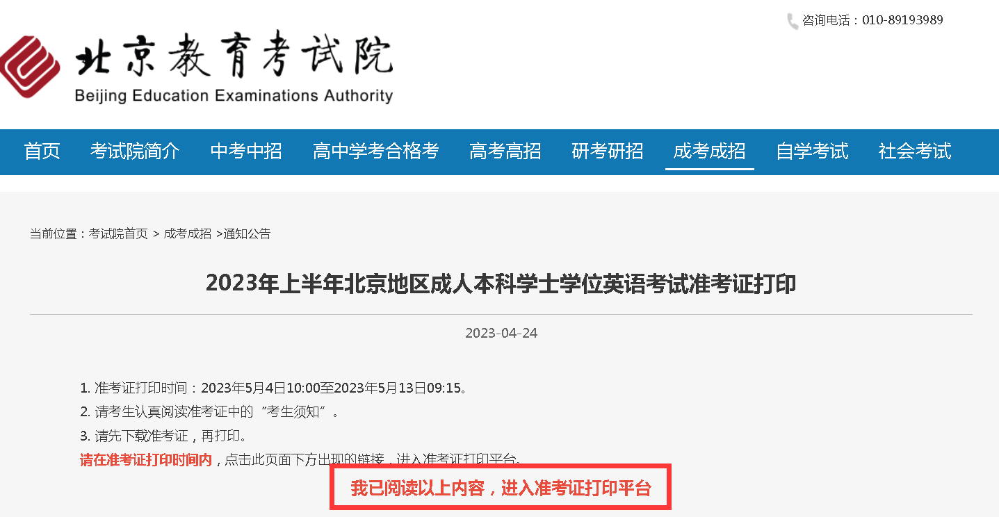 咨询电话：010-89193989
北京教育考试院
Beijing Education Examinations Authority
首页 考试院简介 中考中招 高中学考合格考 高考高招 研考研招 成考成招 自学考试 社会考试
当前位置：考试院首页 > 成考成招 >通知公告
2023年上半年北京地区成人本科学士学位英语考试准考证打印
2023-04-24
1. 准考证打印时间：2023年5月4日10:00至2023年5月13日09:15。
2. 请考生认真阅读准考证中的“考生须知”。
3. 请先下载准考证，再打印。
请在准考证打印时间内，点击此页面下方出现的链接，进入准考证打印平台。
我已阅读以上内容，进入准考证打印平台